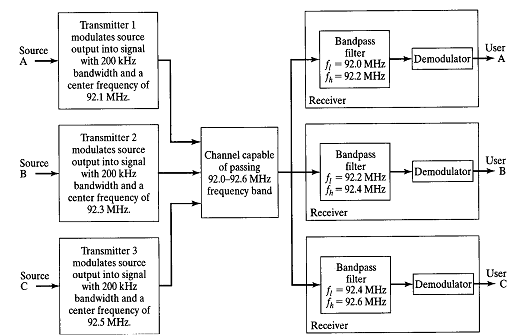 Source
A
Transmitter 1
modulates source
output into signal
with 200 kHz
bandwidth and a
center frequency of
92.1 MHz.
Source
B
Transmitter 2
modulates source
output into signal
with 200 kHz
bandwidth and a
center frequency of
92.3 MHz.
Source
C
Transmitter 3
modulates source
output into signal
with 200 kHz
bandwidth and a
center frequency of
92.5 MHz.
Channel capable
of passing
92.0–92.6 MHz
frequency band
Bandpass
filter
fl = 92.0 MHz
fh = 92.2 MHz
Demodulator
User
A
Receiver
Bandpass
filter
fl = 92.2 MHz
fh = 92.4 MHz
Demodulator
User
B
Receiver
Bandpass
filter
fl = 92.4 MHz
fh = 92.6 MHz
Demodulator
User
C
Receiver